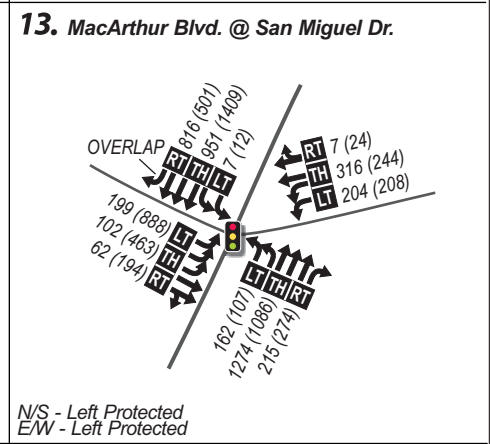 13. MacArthur Blvd. @ San Miguel Dr.
OVERLAP
RT 816 (501)
TH 951 (1409)
LT 7 (12)
RT 7 (24)
TH 316 (244)
LT 204 (208)
199 (888) LT
102 (463) TH
62 (194) RT
LT 162 (107)
TH 1274 (1086)
RT 215 (274)
N/S - Left Protected
E/W - Left Protected